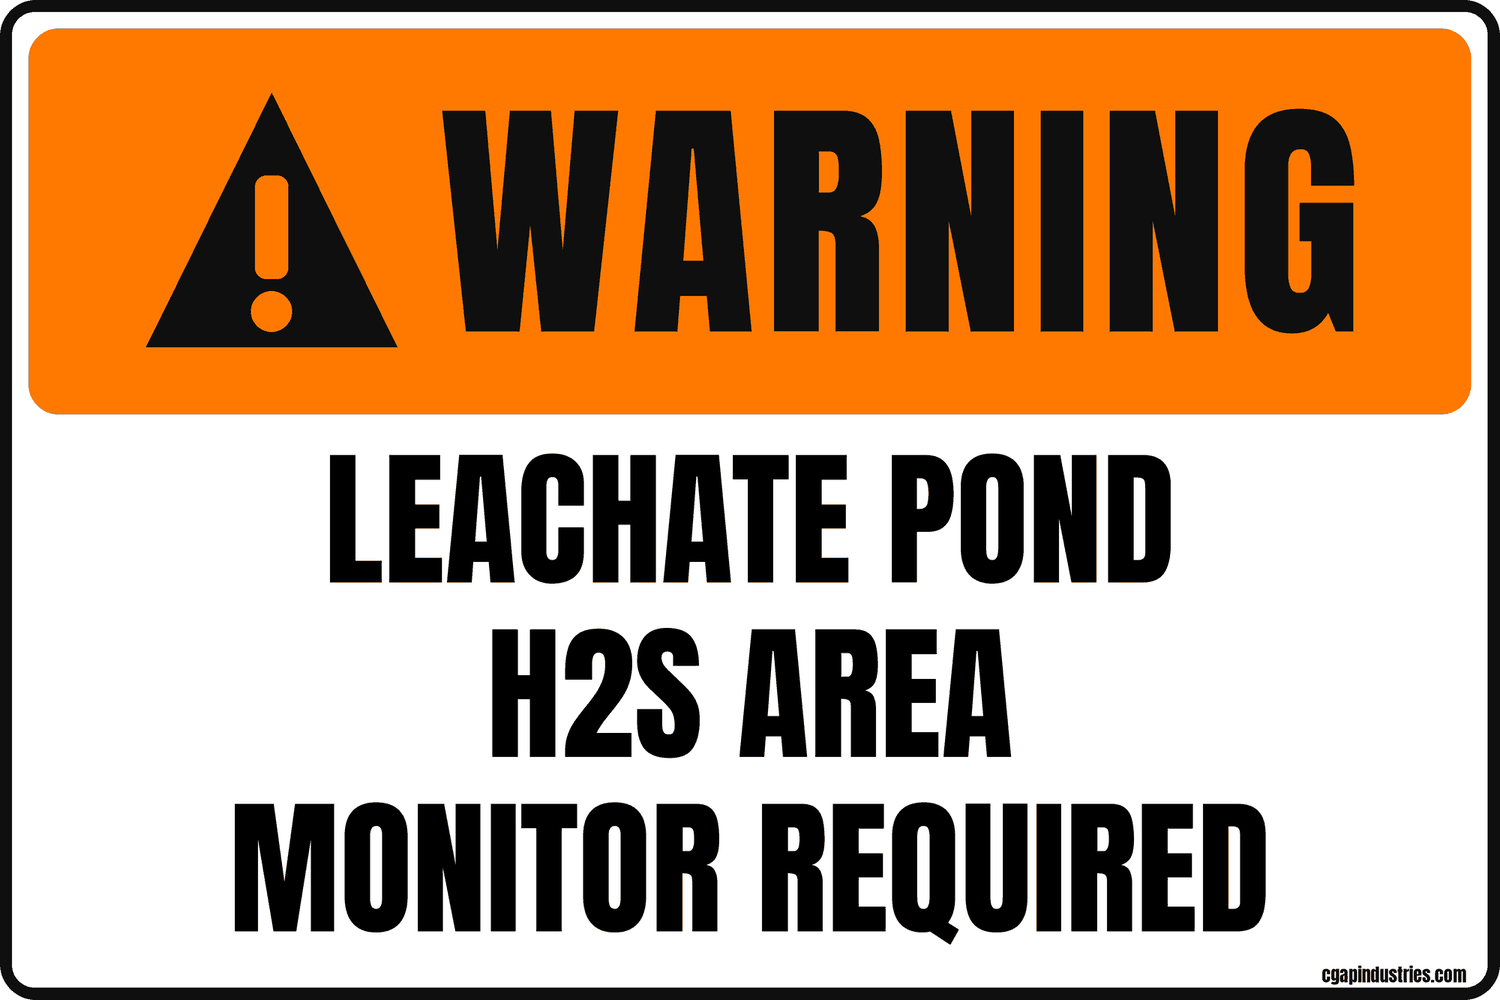 WARNING
LEACHATE POND
H2S AREA
MONITOR REQUIRED
cgapindustries.com